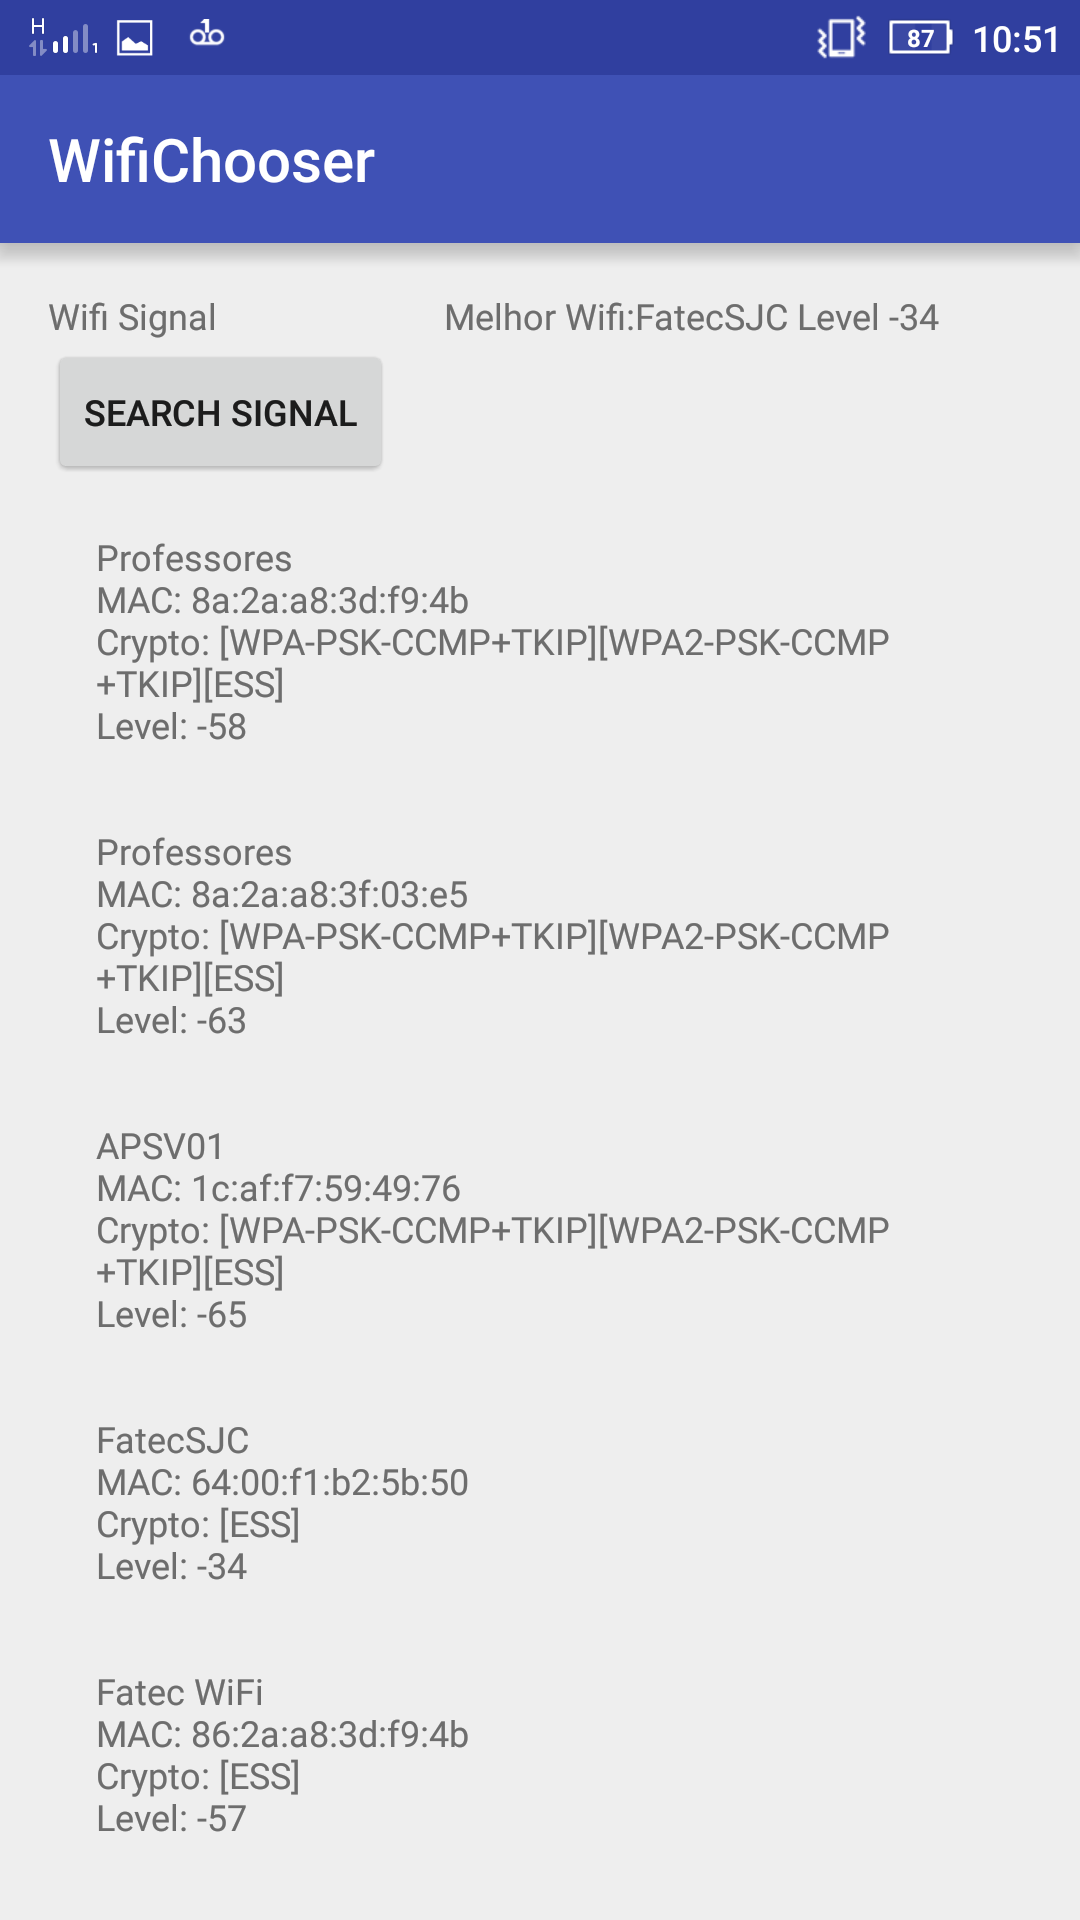 H
1
87
10:51
WifiChooser
Wifi Signal
Melhor Wifi:FatecSJC Level -34
SEARCH SIGNAL
Professores
MAC: 8a:2a:a8:3d:f9:4b
Crypto: [WPA-PSK-CCMP+TKIP][WPA2-PSK-CCMP
+TKIP][ESS]
Level: -58
Professores
MAC: 8a:2a:a8:3f:03:e5
Crypto: [WPA-PSK-CCMP+TKIP][WPA2-PSK-CCMP
+TKIP][ESS]
Level: -63
APSV01
MAC: 1c:af:f7:59:49:76
Crypto: [WPA-PSK-CCMP+TKIP][WPA2-PSK-CCMP
+TKIP][ESS]
Level: -65
FatecSJC
MAC: 64:00:f1:b2:5b:50
Crypto: [ESS]
Level: -34
Fatec WiFi
MAC: 86:2a:a8:3d:f9:4b
Crypto: [ESS]
Level: -57